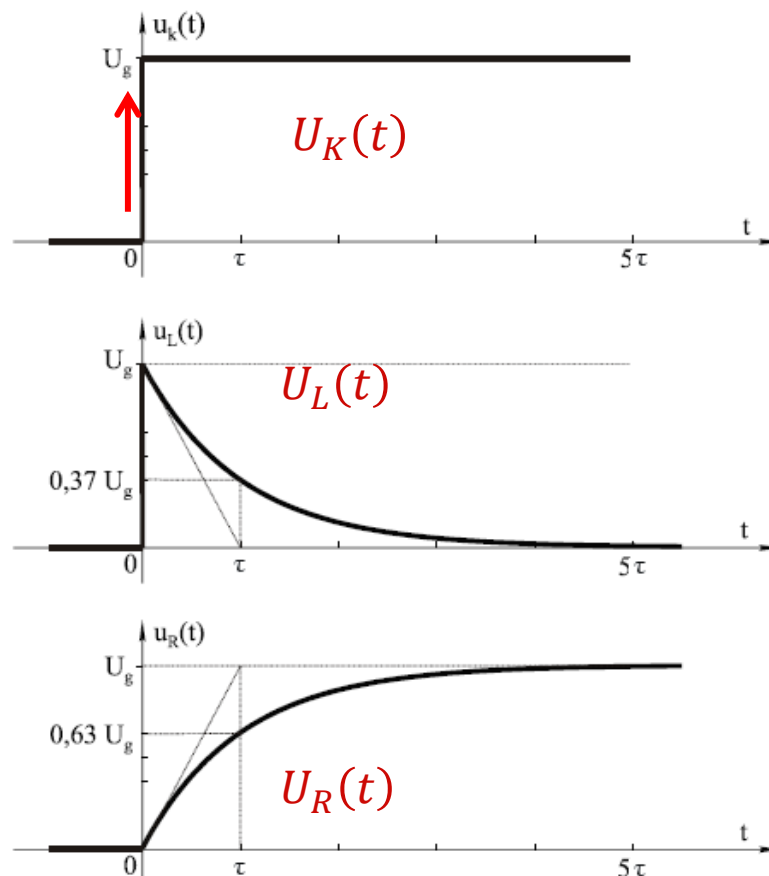 u_k(t)
U_g
U_K(t)
t
0 τ 5τ
u_L(t)
U_g
U_L(t)
0,37 U_g
t
0 τ 5τ
u_R(t)
U_g
0,63 U_g
U_R(t)
t
0 τ 5τ